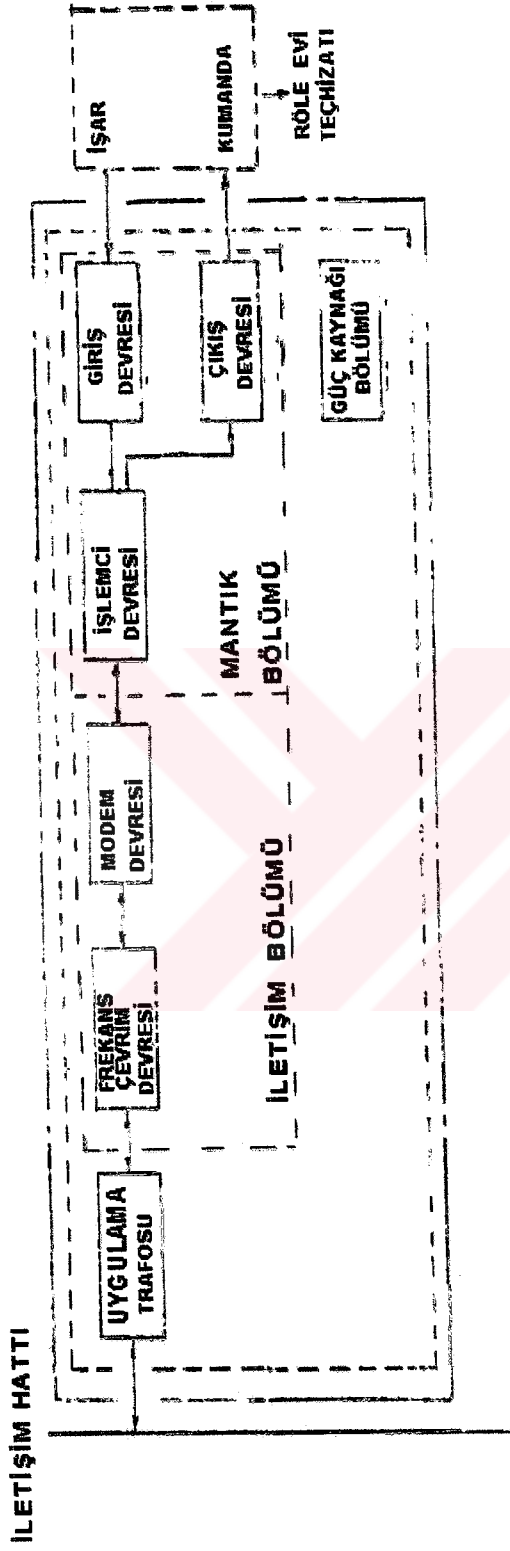 İLETİŞİM HATTI
UYGULAMA
TRAFOSU
FREKANS
ÇEVRİM
DEVRESİ
MODEM
DEVRESİ
İLETİŞİM BÖLÜMÜ
İŞLEMCİ
DEVRESİ
MANTIK
BÖLÜMÜ
GİRİŞ
DEVRESİ
ÇIKIŞ
DEVRESİ
GÜÇ KAYNAĞI
BÖLÜMÜ
İŞAR
KUMANDA
RÖLE EVİ
TEÇHİZATI